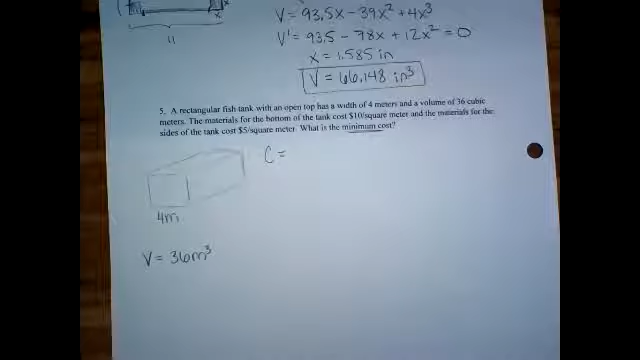 x
x
11
V = 93.5x - 39x² + 4x³
V' = 93.5 - 78x + 12x² = 0
x = 1.585 in
V = 66.148 in³
5. A rectangular fish tank with an open top has a width of 4 meters and a volume of 36 cubic
meters. The materials for the bottom of the tank cost $10/square meter and the materials for the
sides of the tank cost $5/square meter. What is the minimum cost?
C =
4m
V = 36m³